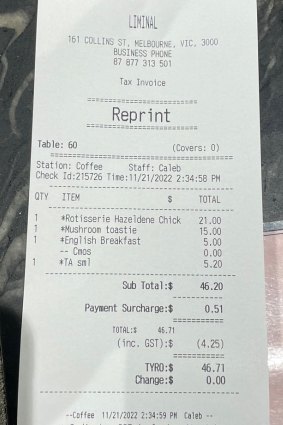 LIMINAL
161 COLLINS ST, MELBOURNE, VIC, 3000
BUSINESS PHONE
87 877 313 501
Tax Invoice
====================
Reprint
====================
Table: 60 (Covers: 0)
Station: Coffee Staff: Caleb
Check Id:215726 Time:11/21/2022 2:34:58 PM
QTY ITEM $ TOTAL
1 *Rotisserie Hazeldene Chick 21.00
1 *Mushroom toastie 15.00
1 *English Breakfast 5.00
-- Cmos 0.00
1 *TA sml 5.20
Sub Total:$ 46.20
Payment Surcharge:$ 0.51
TOTAL:$ 46.71
(inc. GST):$ (4.25)
TYRO:$ 46.71
Change:$ 0.00
--Coffee 11/21/2022 2:34:59 PM Caleb --